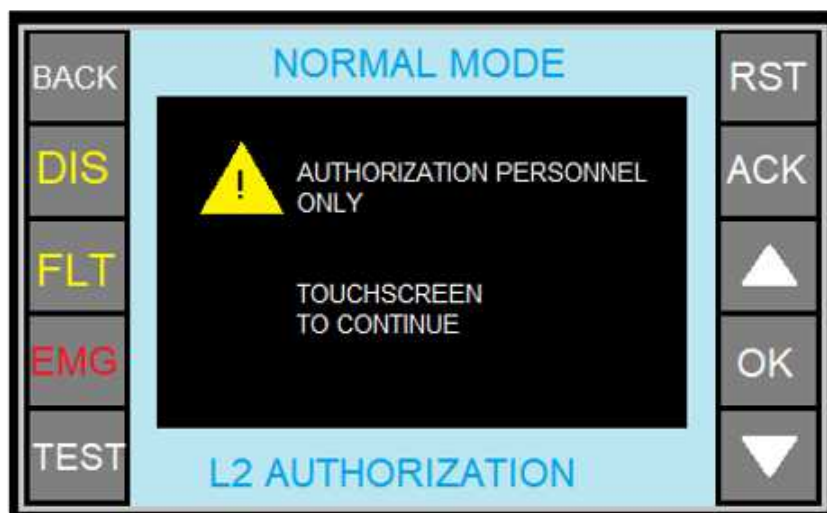 BACK
DIS
FLT
EMG
TEST
NORMAL MODE
!
AUTHORIZATION PERSONNEL
ONLY
TOUCHSCREEN
TO CONTINUE
L2 AUTHORIZATION
RST
ACK
OK